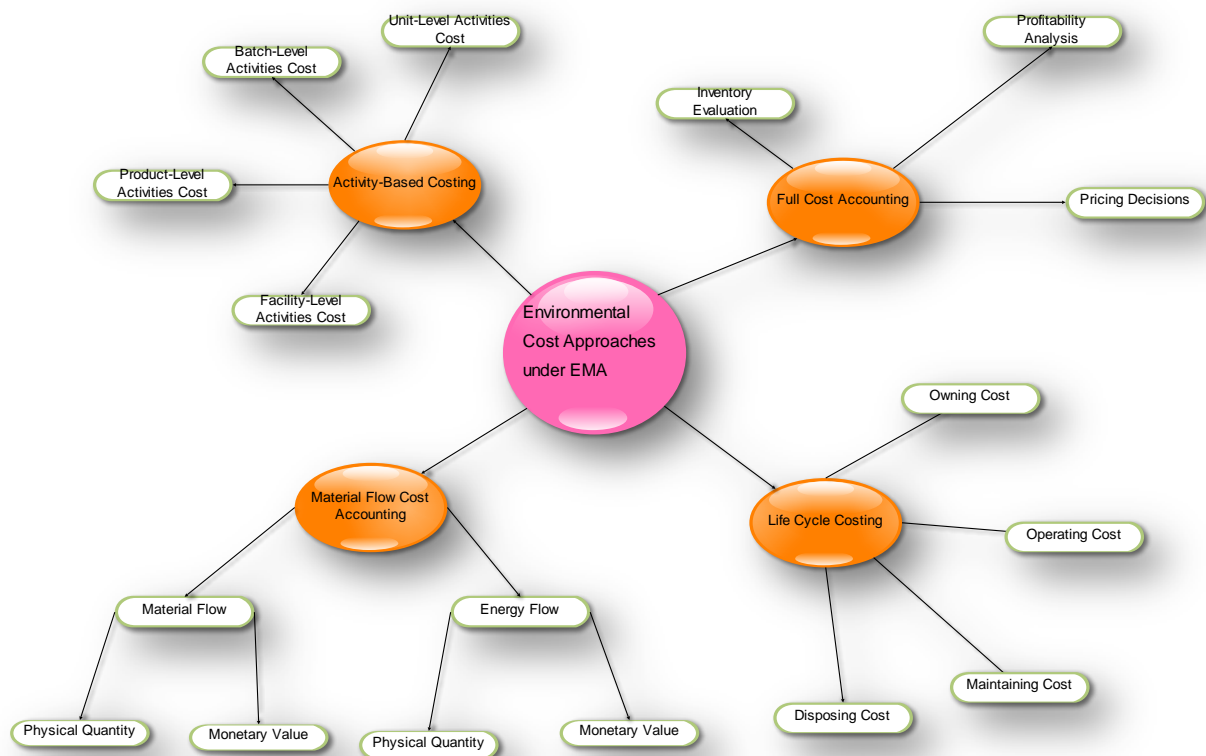 Unit-Level Activities
Cost
Batch-Level
Activities Cost
Product-Level
Activities Cost
Activity-Based Costing
Facility-Level
Activities Cost
Profitability
Analysis
Inventory
Evaluation
Full Cost Accounting
Pricing Decisions
Environmental
Cost Approaches
under EMA
Material Flow Cost
Accounting
Material Flow
Energy Flow
Physical Quantity
Monetary Value
Physical Quantity
Monetary Value
Owning Cost
Life Cycle Costing
Operating Cost
Maintaining Cost
Disposing Cost